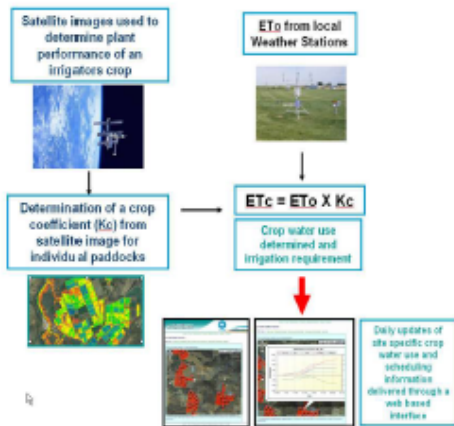 Satellite images used to
determine plant
performance of an
irrigators crop
ETo from local
Weather Stations
Determination of a crop
coefficient (Kc) from
satellite image for
individual paddocks
ETc = ETo X Kc
Crop water use
determined and
irrigation requirement
Daily updates of
site specific crop
water use and
scheduling
information
delivered through a
web based
interface